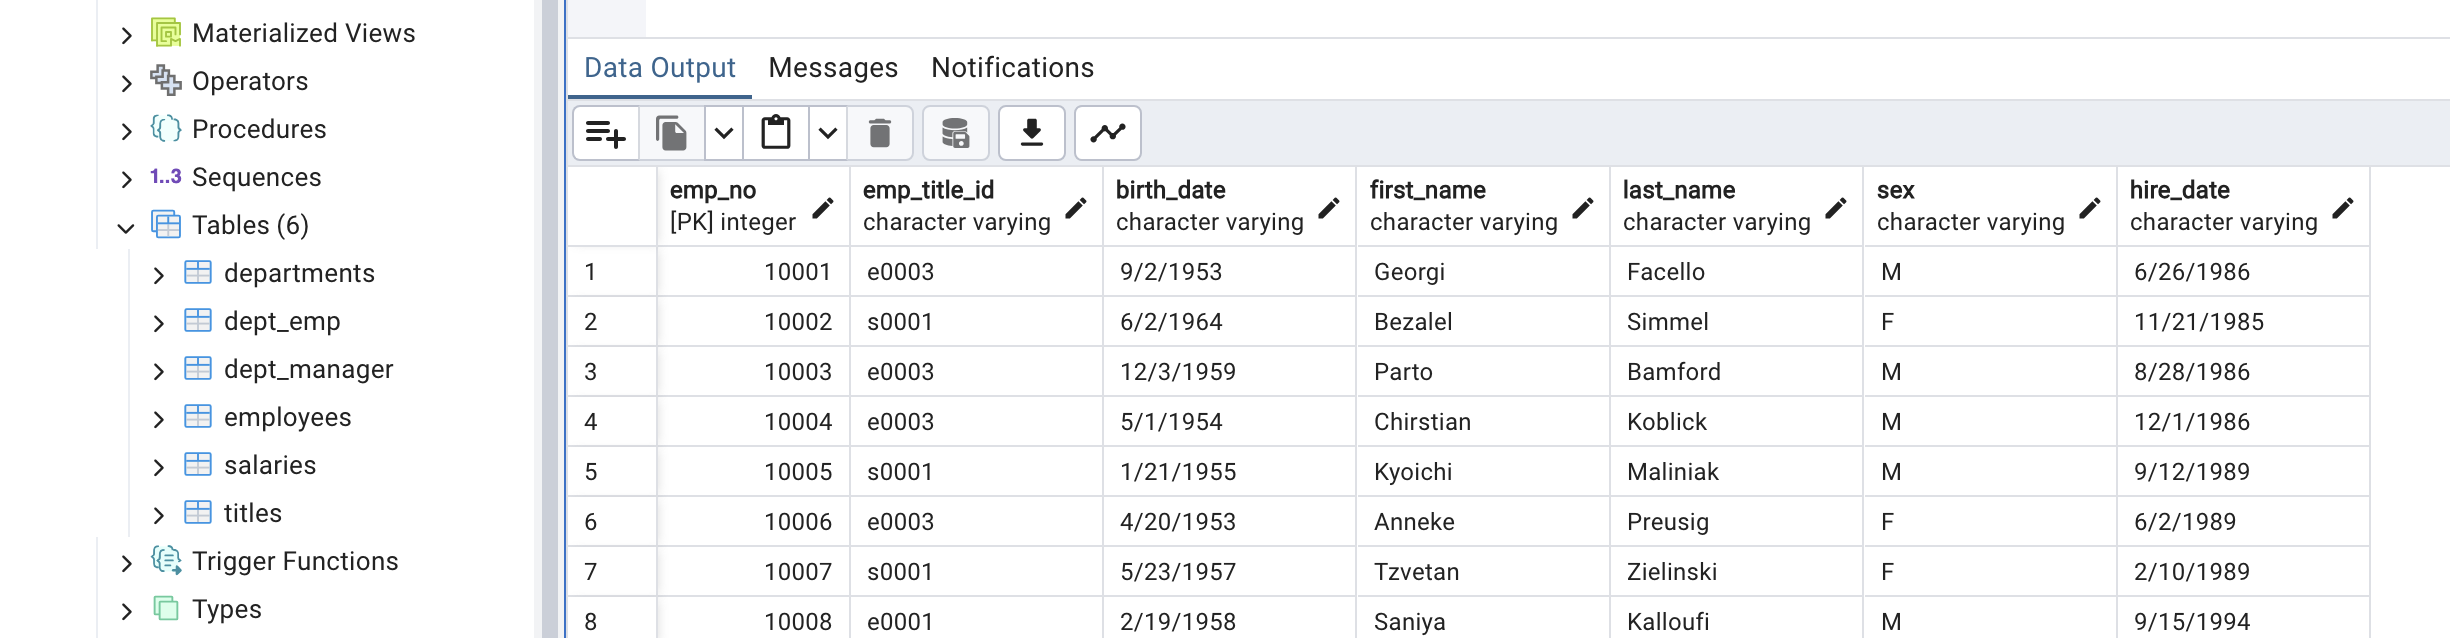 Materialized Views
Operators
Procedures
1..3 Sequences
Tables (6)
departments
dept_emp
dept_manager
employees
salaries
titles
Trigger Functions
Types
Data Output Messages Notifications
emp_no emp_title_id birth_date first_name last_name sex hire_date
[PK] integer character varying character varying character varying character varying character varying character varying
1 10001 e0003 9/2/1953 Georgi Facello M 6/26/1986
2 10002 s0001 6/2/1964 Bezalel Simmel F 11/21/1985
3 10003 e0003 12/3/1959 Parto Bamford M 8/28/1986
4 10004 e0003 5/1/1954 Chirstian Koblick M 12/1/1986
5 10005 s0001 1/21/1955 Kyoichi Maliniak M 9/12/1989
6 10006 e0003 4/20/1953 Anneke Preusig F 6/2/1989
7 10007 s0001 5/23/1957 Tzvetan Zielinski F 2/10/1989
8 10008 e0001 2/19/1958 Saniya Kalloufi M 9/15/1994